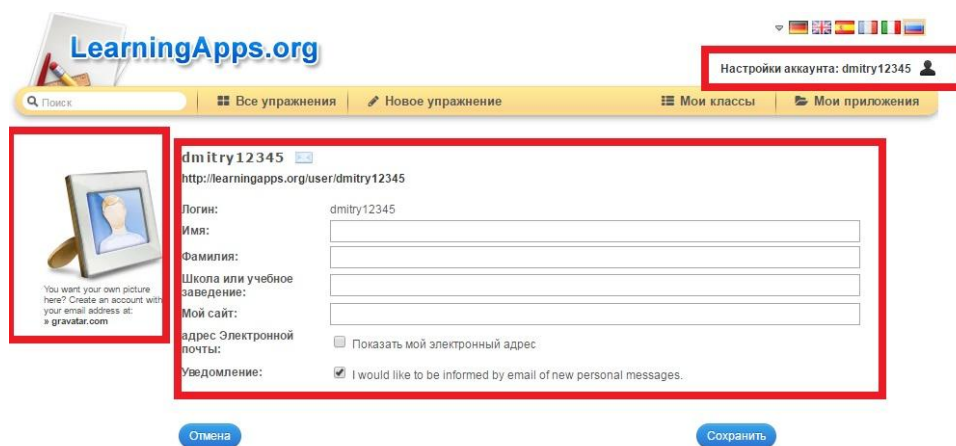 LearningApps.org
Настройки аккаунта: dmitry12345
Поиск
Все упражнения
Новое упражнение
Мои классы
Мои приложения
dmitry12345
http://learningapps.org/user/dmitry12345
Логин: dmitry12345
Имя:
Фамилия:
Школа или учебное
заведение:
Мой сайт:
адрес Электронной
почты:
Показать мой электронный адрес
Уведомление:
I would like to be informed by email of new personal messages.
You want your own picture
here? Create an account with
your email address at:
» gravatar.com
Отмена
Сохранить